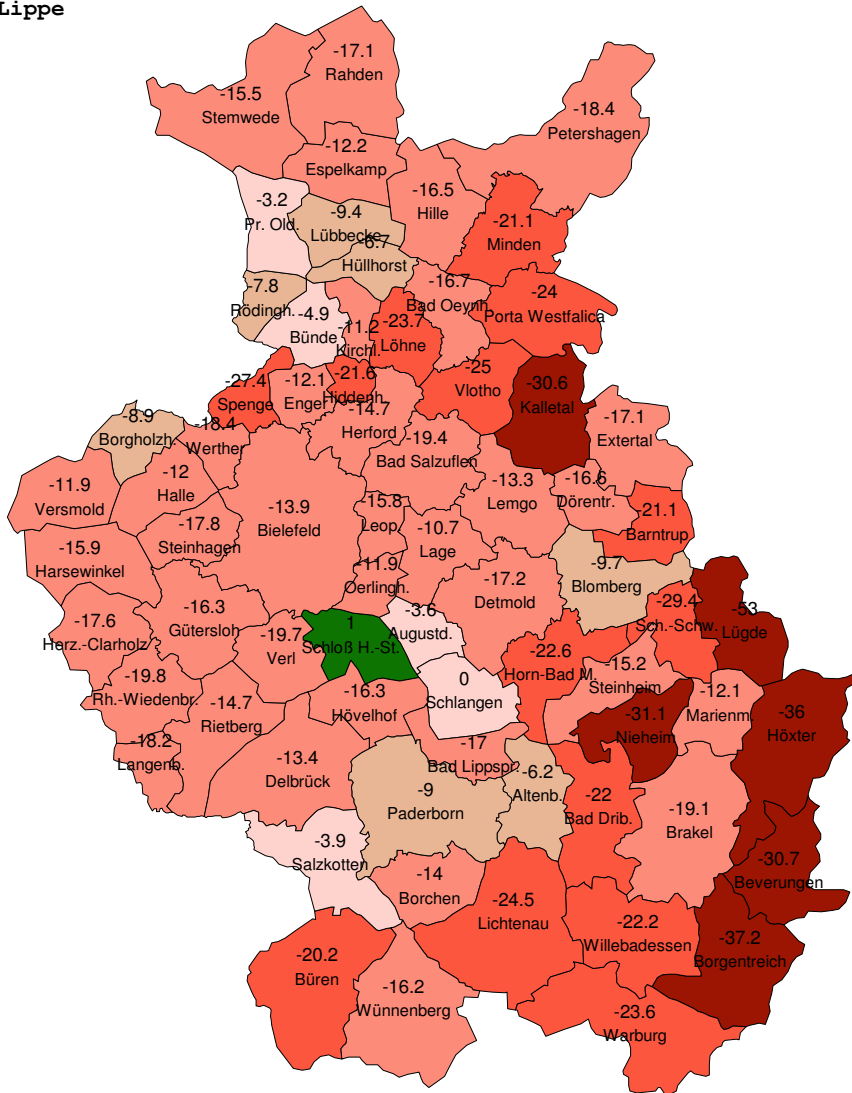 Lippe
-17.1
Rahden
-15.5
Stemwede
-18.4
Petershagen
-12.2
Espelkamp
-16.5
Hille
-3.2
Pr. Old.
-9.4
Lübbecke
-6.7
Hüllhorst
-21.1
Minden
-7.8
Rödingh.
-4.9
Bünde
-11.2
Kirchl.
-23.7
Löhne
-16.7
Bad Oeynh.
-24
Porta Westfalica
-27.4
Spenge
-12.1
Enger
-21.6
Hiddenh.
-25
Vlotho
-30.6
Kalletal
-14.7
Herford
-17.1
Extertal
-8.9
Borgholzh.
-18.4
Werther
-19.4
Bad Salzuflen
-11.9
Versmold
-12
Halle
-13.9
Bielefeld
-15.8
Leop.
-13.3
Lemgo
-16.6
Dörentr.
-21.1
Barntrup
-17.8
Steinhagen
-10.7
Lage
-15.9
Harsewinkel
-11.9
Oerlingh.
-17.2
Detmold
-9.7
Blomberg
-17.6
Herz.-Clarholz
-16.3
Gütersloh
-19.7
Verl
1
Schloß H.-St.
-3.6
Augustd.
-29.4
Sch.-Schw.
-53
Lügde
-22.6
Horn-Bad M.
-15.2
Steinheim
-19.8
Rh.-Wiedenbr.
-14.7
Rietberg
-16.3
Hövelhof
0
Schlangen
-31.1
Nieheim
-12.1
Marienm.
-36
Höxter
-18.2
Langenb.
-13.4
Delbrück
-17
Bad Lippspr.
-9
Paderborn
-6.2
Altenb.
-22
Bad Drib.
-19.1
Brakel
-3.9
Salzkotten
-14
Borchen
-30.7
Beverungen
-24.5
Lichtenau
-22.2
Willebadessen
-37.2
Borgentreich
-20.2
Büren
-16.2
Wünnenberg
-23.6
Warburg